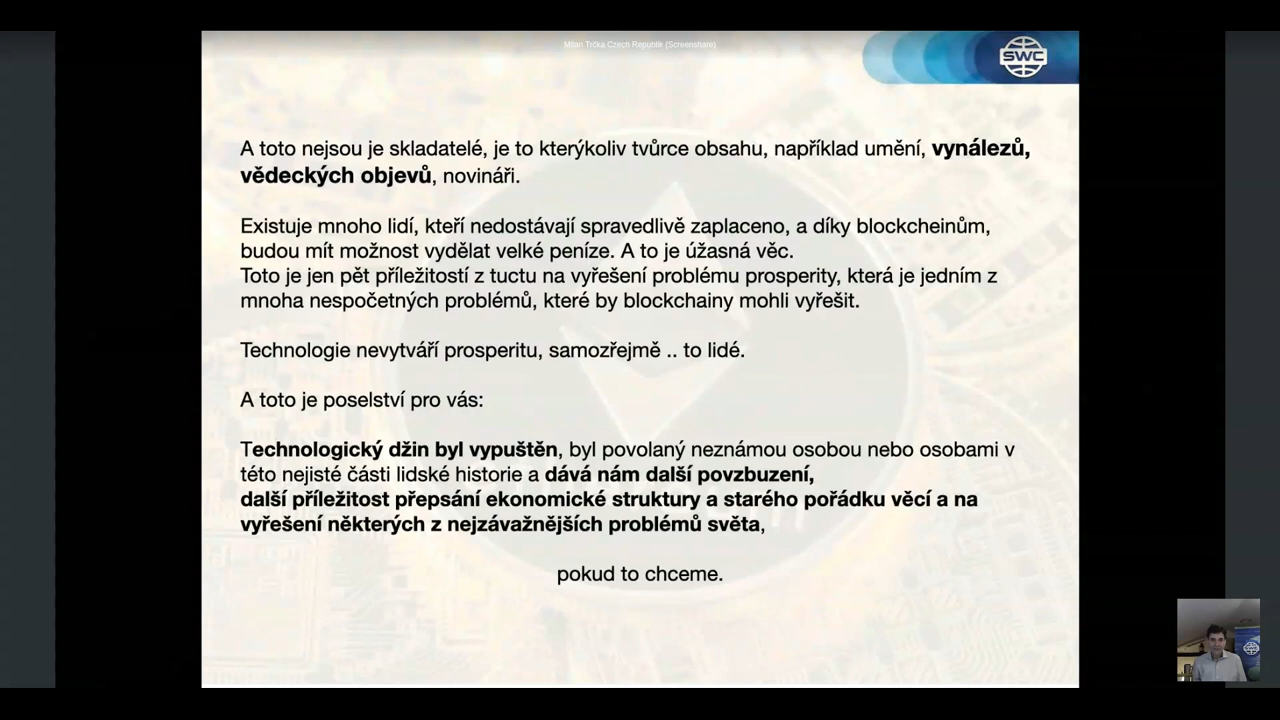 Milan Trčka Czech Republik (Screenshare)
SWC
A toto nejsou je skladatelé, je to kterýkoliv tvůrce obsahu, například umění, vynálezů,
vědeckých objevů, novináři.
Existuje mnoho lidí, kteří nedostávají spravedlivě zaplaceno, a díky blockcheinům,
budou mít možnost vydělat velké peníze. A to je úžasná věc.
Toto je jen pět příležitostí z tuctu na vyřešení problému prosperity, která je jedním z
mnoha nespočetných problémů, které by blockchainy mohli vyřešit.
Technologie nevytváří prosperitu, samozřejmě .. to lidé.
A toto je poselství pro vás:
Technologický džin byl vypuštěn, byl povolaný neznámou osobou nebo osobami v
této nejisté části lidské historie a dává nám další povzbuzení,
další příležitost přepsání ekonomické struktury a starého pořádku věcí a na
vyřešení některých z nejzávažnějších problémů světa,
pokud to chceme.